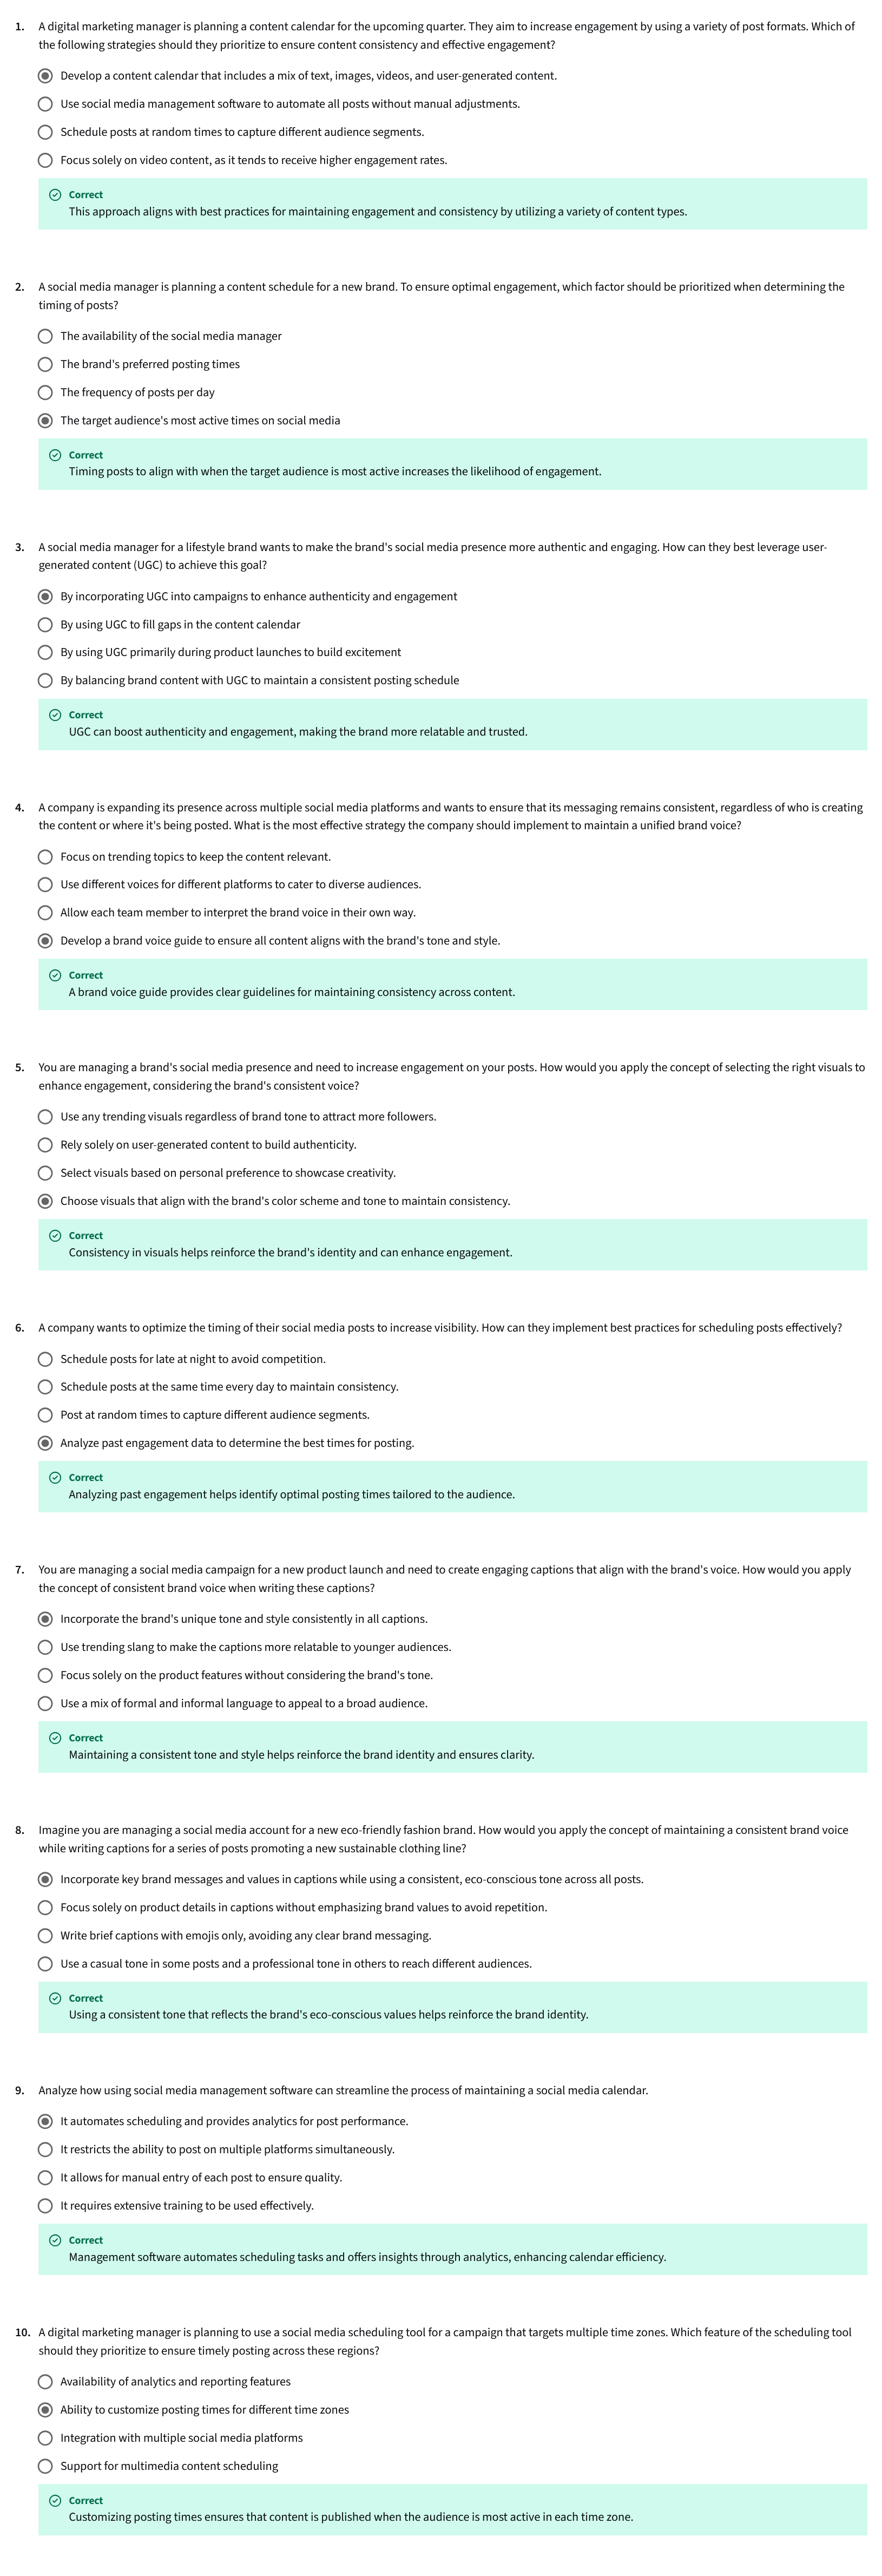 1. A digital marketing manager is planning a content calendar for the upcoming quarter. They aim to increase engagement by using a variety of post formats. Which of
the following strategies should they prioritize to ensure content consistency and effective engagement?
Develop a content calendar that includes a mix of text, images, videos, and user-generated content.
Use social media management software to automate all posts without manual adjustments.
Schedule posts at random times to capture different audience segments.
Focus solely on video content, as it tends to receive higher engagement rates.
Correct
This approach aligns with best practices for maintaining engagement and consistency by utilizing a variety of content types.
2. A social media manager is planning a content schedule for a new brand. To ensure optimal engagement, which factor should be prioritized when determining the
timing of posts?
The availability of the social media manager
The brand's preferred posting times
The frequency of posts per day
The target audience's most active times on social media
Correct
Timing posts to align with when the target audience is most active increases the likelihood of engagement.
3. A social media manager for a lifestyle brand wants to make the brand's social media presence more authentic and engaging. How can they best leverage user-
generated content (UGC) to achieve this goal?
By incorporating UGC into campaigns to enhance authenticity and engagement
By using UGC to fill gaps in the content calendar
By using UGC primarily during product launches to build excitement
By balancing brand content with UGC to maintain a consistent posting schedule
Correct
UGC can boost authenticity and engagement, making the brand more relatable and trusted.
4. A company is expanding its presence across multiple social media platforms and wants to ensure that its messaging remains consistent, regardless of who is creating
the content or where it's being posted. What is the most effective strategy the company should implement to maintain a unified brand voice?
Focus on trending topics to keep the content relevant.
Use different voices for different platforms to cater to diverse audiences.
Allow each team member to interpret the brand voice in their own way.
Develop a brand voice guide to ensure all content aligns with the brand's tone and style.
Correct
A brand voice guide provides clear guidelines for maintaining consistency across content.
5. You are managing a brand's social media presence and need to increase engagement on your posts. How would you apply the concept of selecting the right visuals to
enhance engagement, considering the brand's consistent voice?
Use any trending visuals regardless of brand tone to attract more followers.
Rely solely on user-generated content to build authenticity.
Select visuals based on personal preference to showcase creativity.
Choose visuals that align with the brand's color scheme and tone to maintain consistency.
Correct
Consistency in visuals helps reinforce the brand's identity and can enhance engagement.
6. A company wants to optimize the timing of their social media posts to increase visibility. How can they implement best practices for scheduling posts effectively?
Schedule posts for late at night to avoid competition.
Schedule posts at the same time every day to maintain consistency.
Post at random times to capture different audience segments.
Analyze past engagement data to determine the best times for posting.
Correct
Analyzing past engagement helps identify optimal posting times tailored to the audience.
7. You are managing a social media campaign for a new product launch and need to create engaging captions that align with the brand's voice. How would you apply
the concept of consistent brand voice when writing these captions?
Incorporate the brand's unique tone and style consistently in all captions.
Use trending slang to make the captions more relatable to younger audiences.
Focus solely on the product features without considering the brand's tone.
Use a mix of formal and informal language to appeal to a broad audience.
Correct
Maintaining a consistent tone and style helps reinforce the brand identity and ensures clarity.
8. Imagine you are managing a social media account for a new eco-friendly fashion brand. How would you apply the concept of maintaining a consistent brand voice
while writing captions for a series of posts promoting a new sustainable clothing line?
Incorporate key brand messages and values in captions while using a consistent, eco-conscious tone across all posts.
Focus solely on product details in captions without emphasizing brand values to avoid repetition.
Write brief captions with emojis only, avoiding any clear brand messaging.
Use a casual tone in some posts and a professional tone in others to reach different audiences.
Correct
Using a consistent tone that reflects the brand's eco-conscious values helps reinforce the brand identity.
9. Analyze how using social media management software can streamline the process of maintaining a social media calendar.
It automates scheduling and provides analytics for post performance.
It restricts the ability to post on multiple platforms simultaneously.
It allows for manual entry of each post to ensure quality.
It requires extensive training to be used effectively.
Correct
Management software automates scheduling tasks and offers insights through analytics, enhancing calendar efficiency.
10. A digital marketing manager is planning to use a social media scheduling tool for a campaign that targets multiple time zones. Which feature of the scheduling tool
should they prioritize to ensure timely posting across these regions?
Availability of analytics and reporting features
Ability to customize posting times for different time zones
Integration with multiple social media platforms
Support for multimedia content scheduling
Correct
Customizing posting times ensures that content is published when the audience is most active in each time zone.